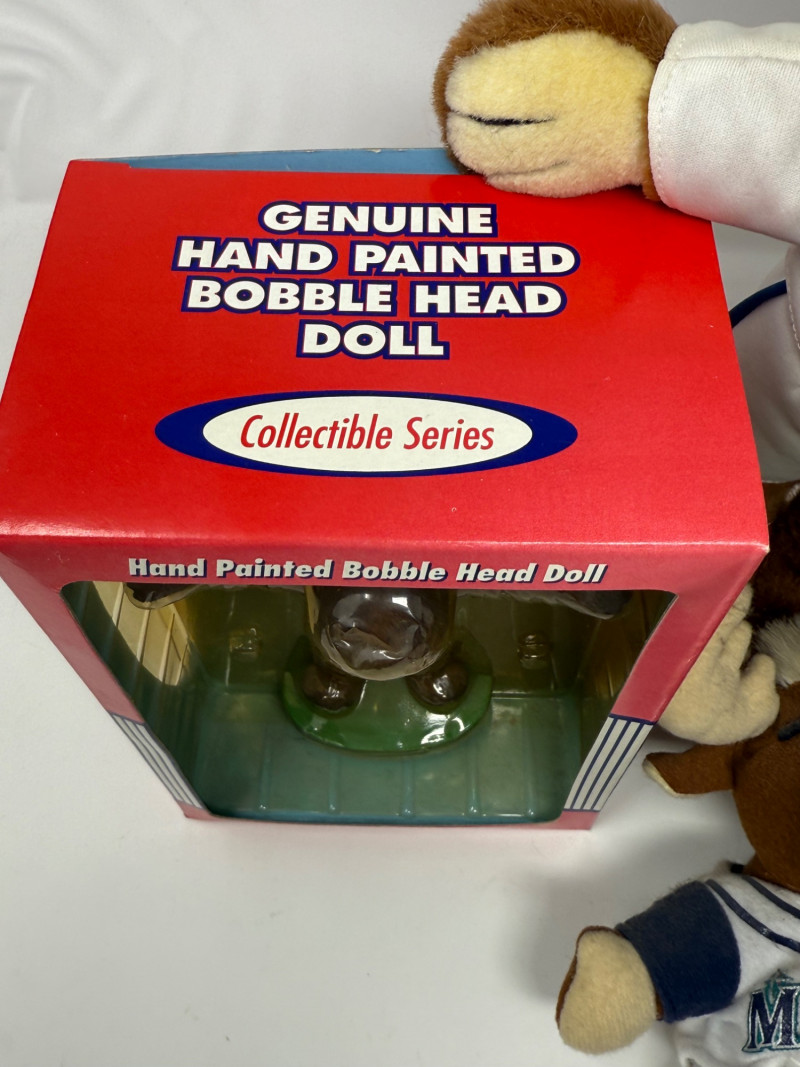 GENUINE
HAND PAINTED
BOBBLE HEAD
DOLL
Collectible Series
Hand Painted Bobble Head Doll
M